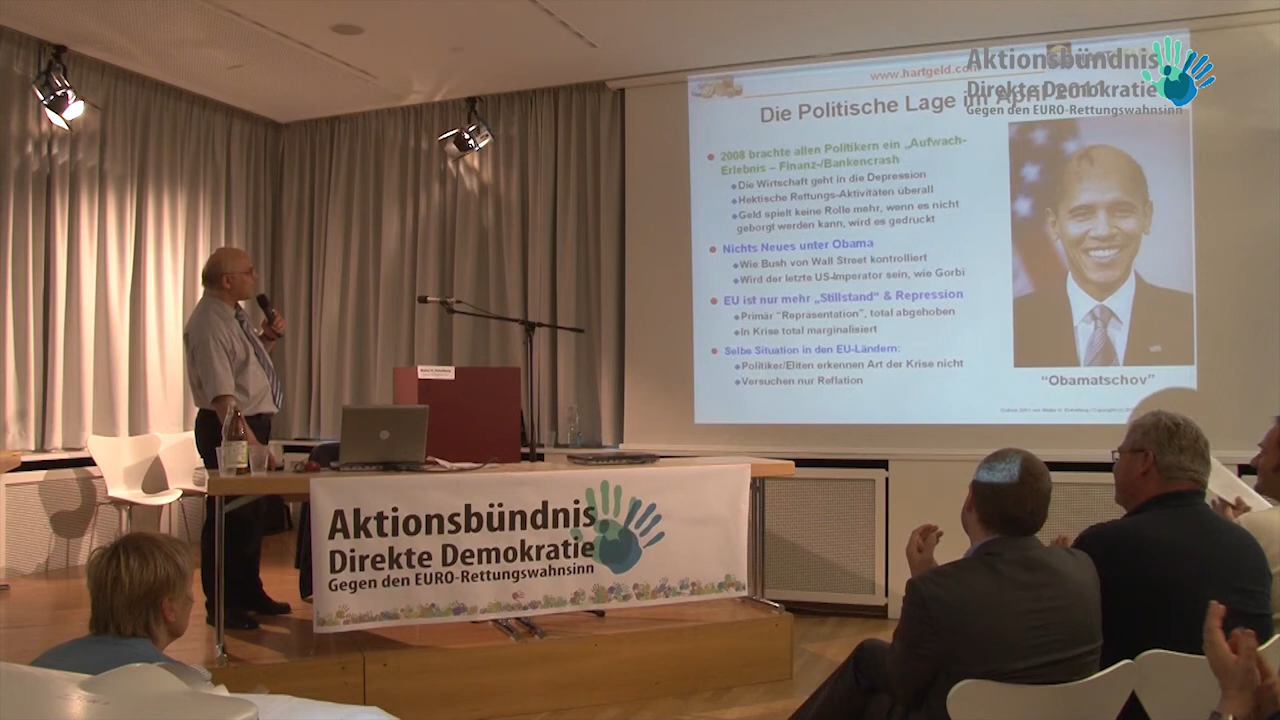 Aktionsbündnis
Direkte Demokratie
Gegen den EURO-Rettungswahnsinn
www.hartgeld.com
Die Politische Lage im April 2011
2008 brachte allen Politikern ein „Aufwach-
Erlebnis – Finanz-/Bankencrash
Die Wirtschaft geht in die Depression
Hektische Rettungs-Aktivitäten überall
Geld spielt keine Rolle mehr, wenn es nicht
geborgt werden kann, wird es gedruckt
Nichts Neues unter Obama
Wie Bush von Wall Street kontrolliert
Wird der letzte US-Imperator sein, wie Gorbi
EU ist nur mehr „Stillstand“ & Repression
Primär “Repräsentation”, total abgehoben
In Krise total marginalisiert
Selbe Situation in den EU-Ländern:
Politiker/Eliten erkennen Art der Krise nicht
Versuchen nur Reflation
“Obamatschov”
Aktionsbündnis
Direkte Demokratie
Gegen den EURO-Rettungswahnsinn